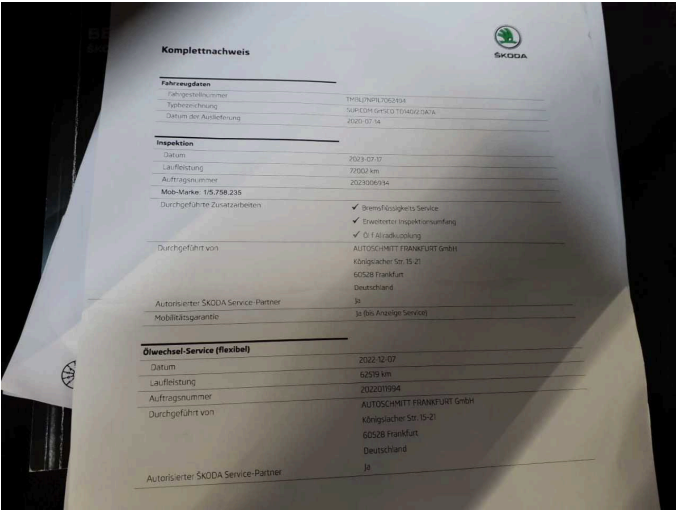 Komplettnachweis
ŠKODA
Fahrzeugdaten
Fahrgestellnummer
Typbezeichnung
Datum der Auslieferung 2020-07-14
Inspektion
Datum 2023-07-17
Laufleistung 77002 km
Auftragsnummer 2023006934
Mob-Marke: 1/5.758.235
Durchgeführte Zusatzarbeiten ✓ Bremsflüssigkeits Service
✓ Erweiterter Inspektionsumfang
✓ Öl f Allradkupplung
Durchgeführt von AUTOSCHMITT FRANKFURT GmbH
Königslacher Str. 15-21
60528 Frankfurt
Deutschland
Autorisierter ŠKODA Service-Partner Ja
Mobilitätsgarantie Ja (bis Anzeige Service)
Ölwechsel-Service (flexibel)
Datum 2022-12-07
Laufleistung 62519 km
Auftragsnummer 2022011994
Durchgeführt von AUTOSCHMITT FRANKFURT GmbH
Königslacher Str. 15-21
60528 Frankfurt
Deutschland
Autorisierter ŠKODA Service-Partner Ja